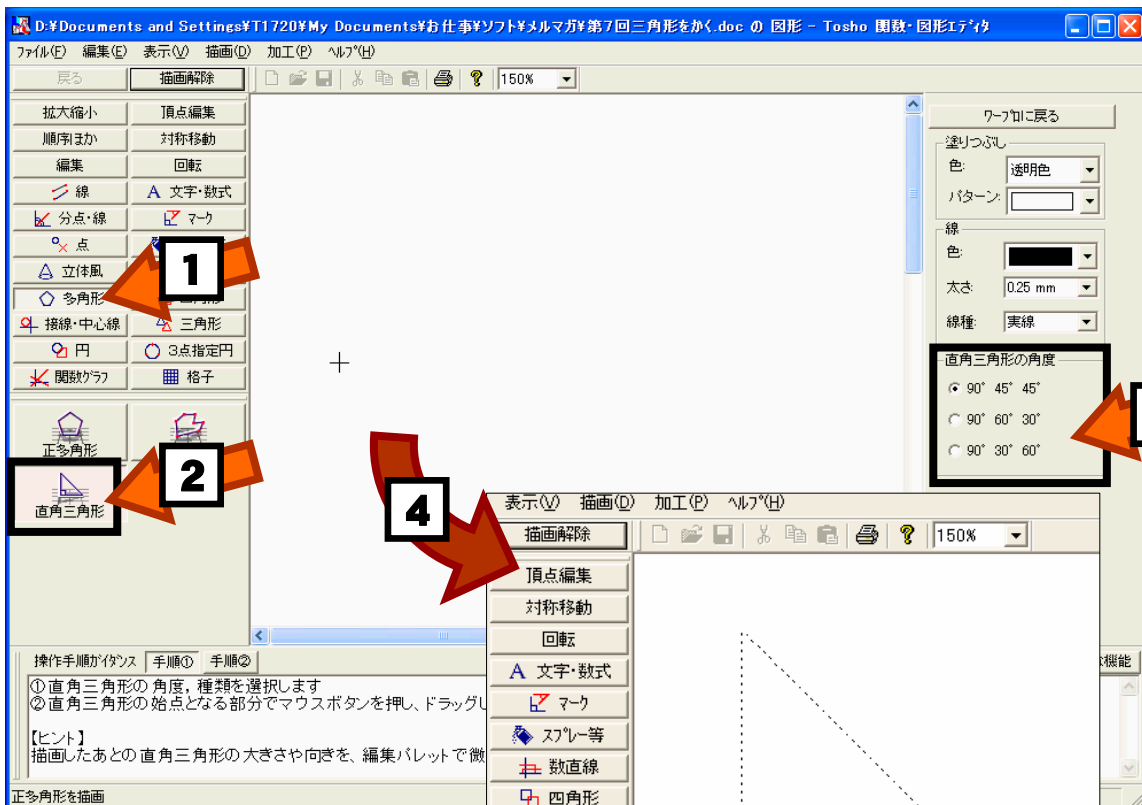 D:¥Documents and Settings¥T1720¥My Documents¥お仕事¥ソフト¥メルマガ¥第7回三角形をかく.doc の 図形 - Tosho 関数・図形エディタ
ファイル(F) 編集(E) 表示(V) 描画(D) 加工(P) ヘルプ(H)
戻る 描画解除 150%
拡大縮小 頂点編集
順序ほか 対称移動
編集 回転
線 A 文字・数式
分点・線 マーク
点
立体風
多角形
接線・中心線 三角形
円 3点指定円
関数グラフ 格子
正多角形
直角三角形
1
2
ワープロに戻る
塗りつぶし
色: 透明色
パターン:
線
色:
太さ: 0.25 mm
線種: 実線
直角三角形の角度
90° 45° 45°
90° 60° 30°
90° 30° 60°
4
表示(V) 描画(D) 加工(P) ヘルプ(H)
描画解除 150%
頂点編集
対称移動
回転
A 文字・数式
マーク
スプレー等
数直線
四角形
操作手順ガイダンス 手順① 手順②
機能
①直角三角形の角度,種類を選択します
②直角三角形の始点となる部分でマウスボタンを押し、ドラッグし
【ヒント】
描画したあとの直角三角形の大きさや向きを、編集パレットで微
正多角形を描画